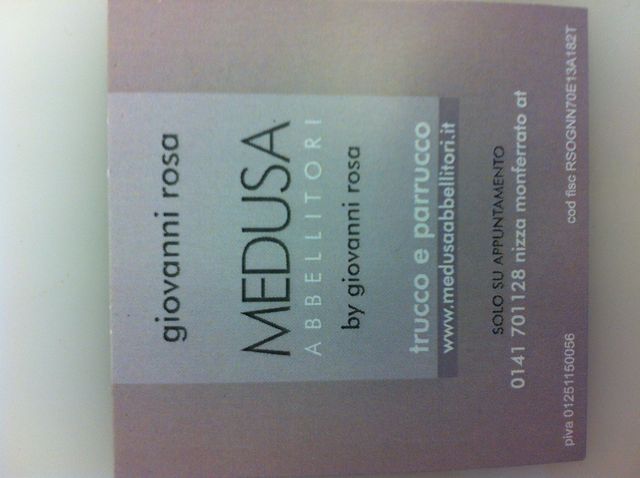 giovanni rosa
MEDUSA
ABBELLITORI
by giovanni rosa
trucco e parrucco
www.medusaabbellitori.it
SOLO SU APPUNTAMENTO
0141 701128 nizza monferrato at
piva 01251150056 cod fisc RSOGNN70E13A182T